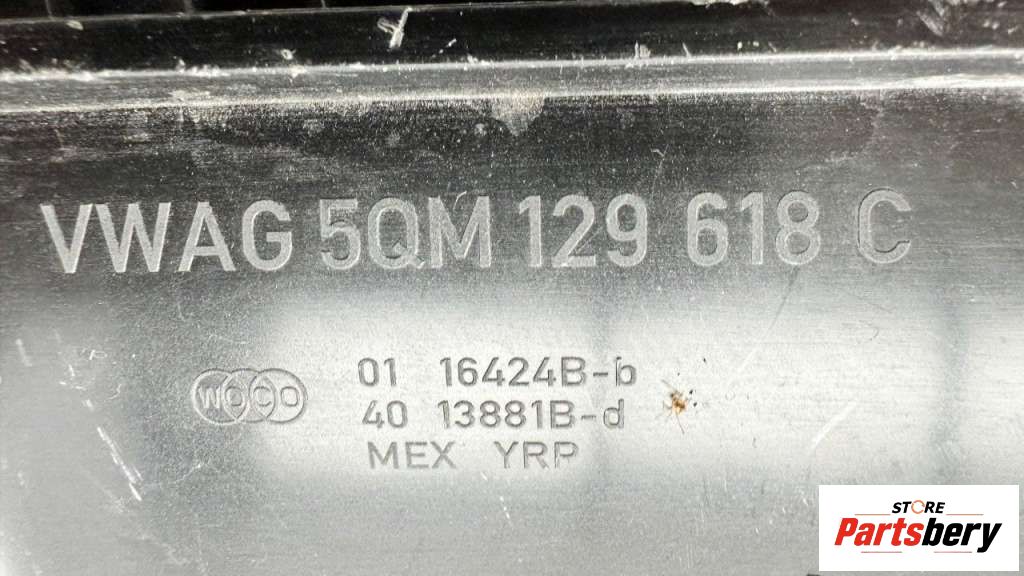 VWAG 5QM 129 618 C
WOCO
01 16424B-b
40 13881B-d
MEX YRP
STORE
Partsbery